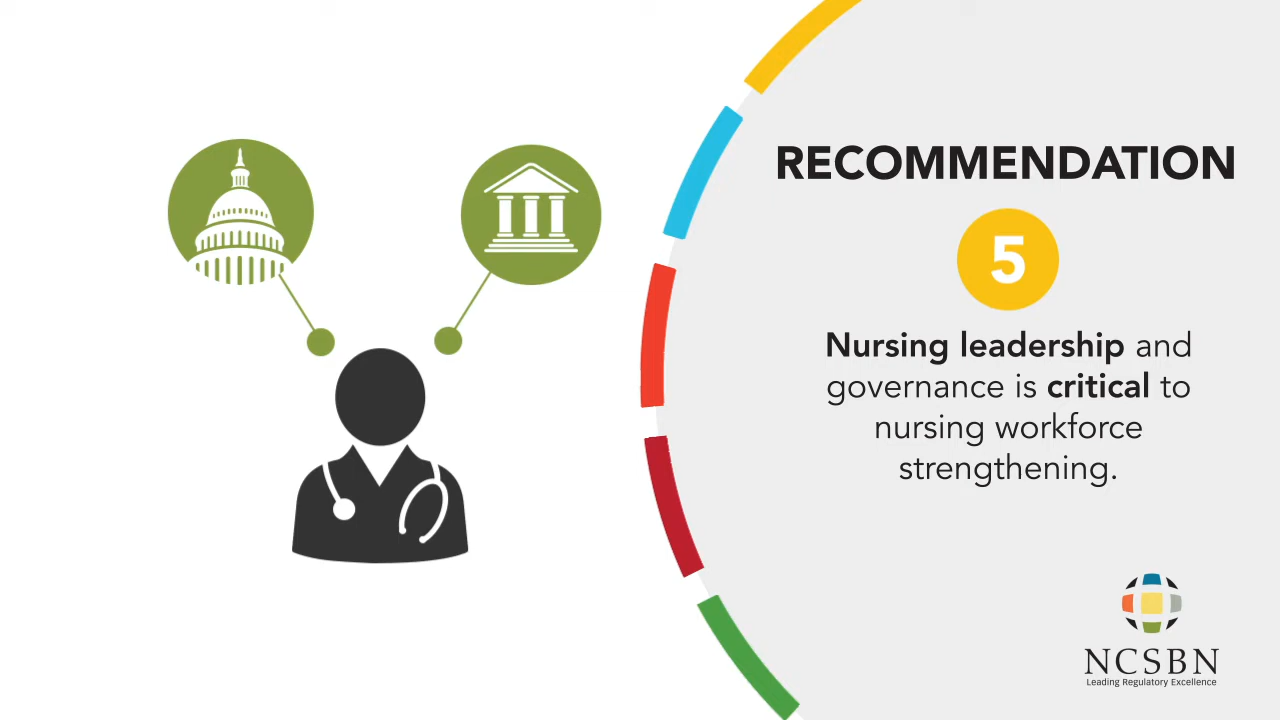 RECOMMENDATION
5
Nursing leadership and
governance is critical to
nursing workforce
strengthening.
NCSBN
Leading Regulatory Excellence